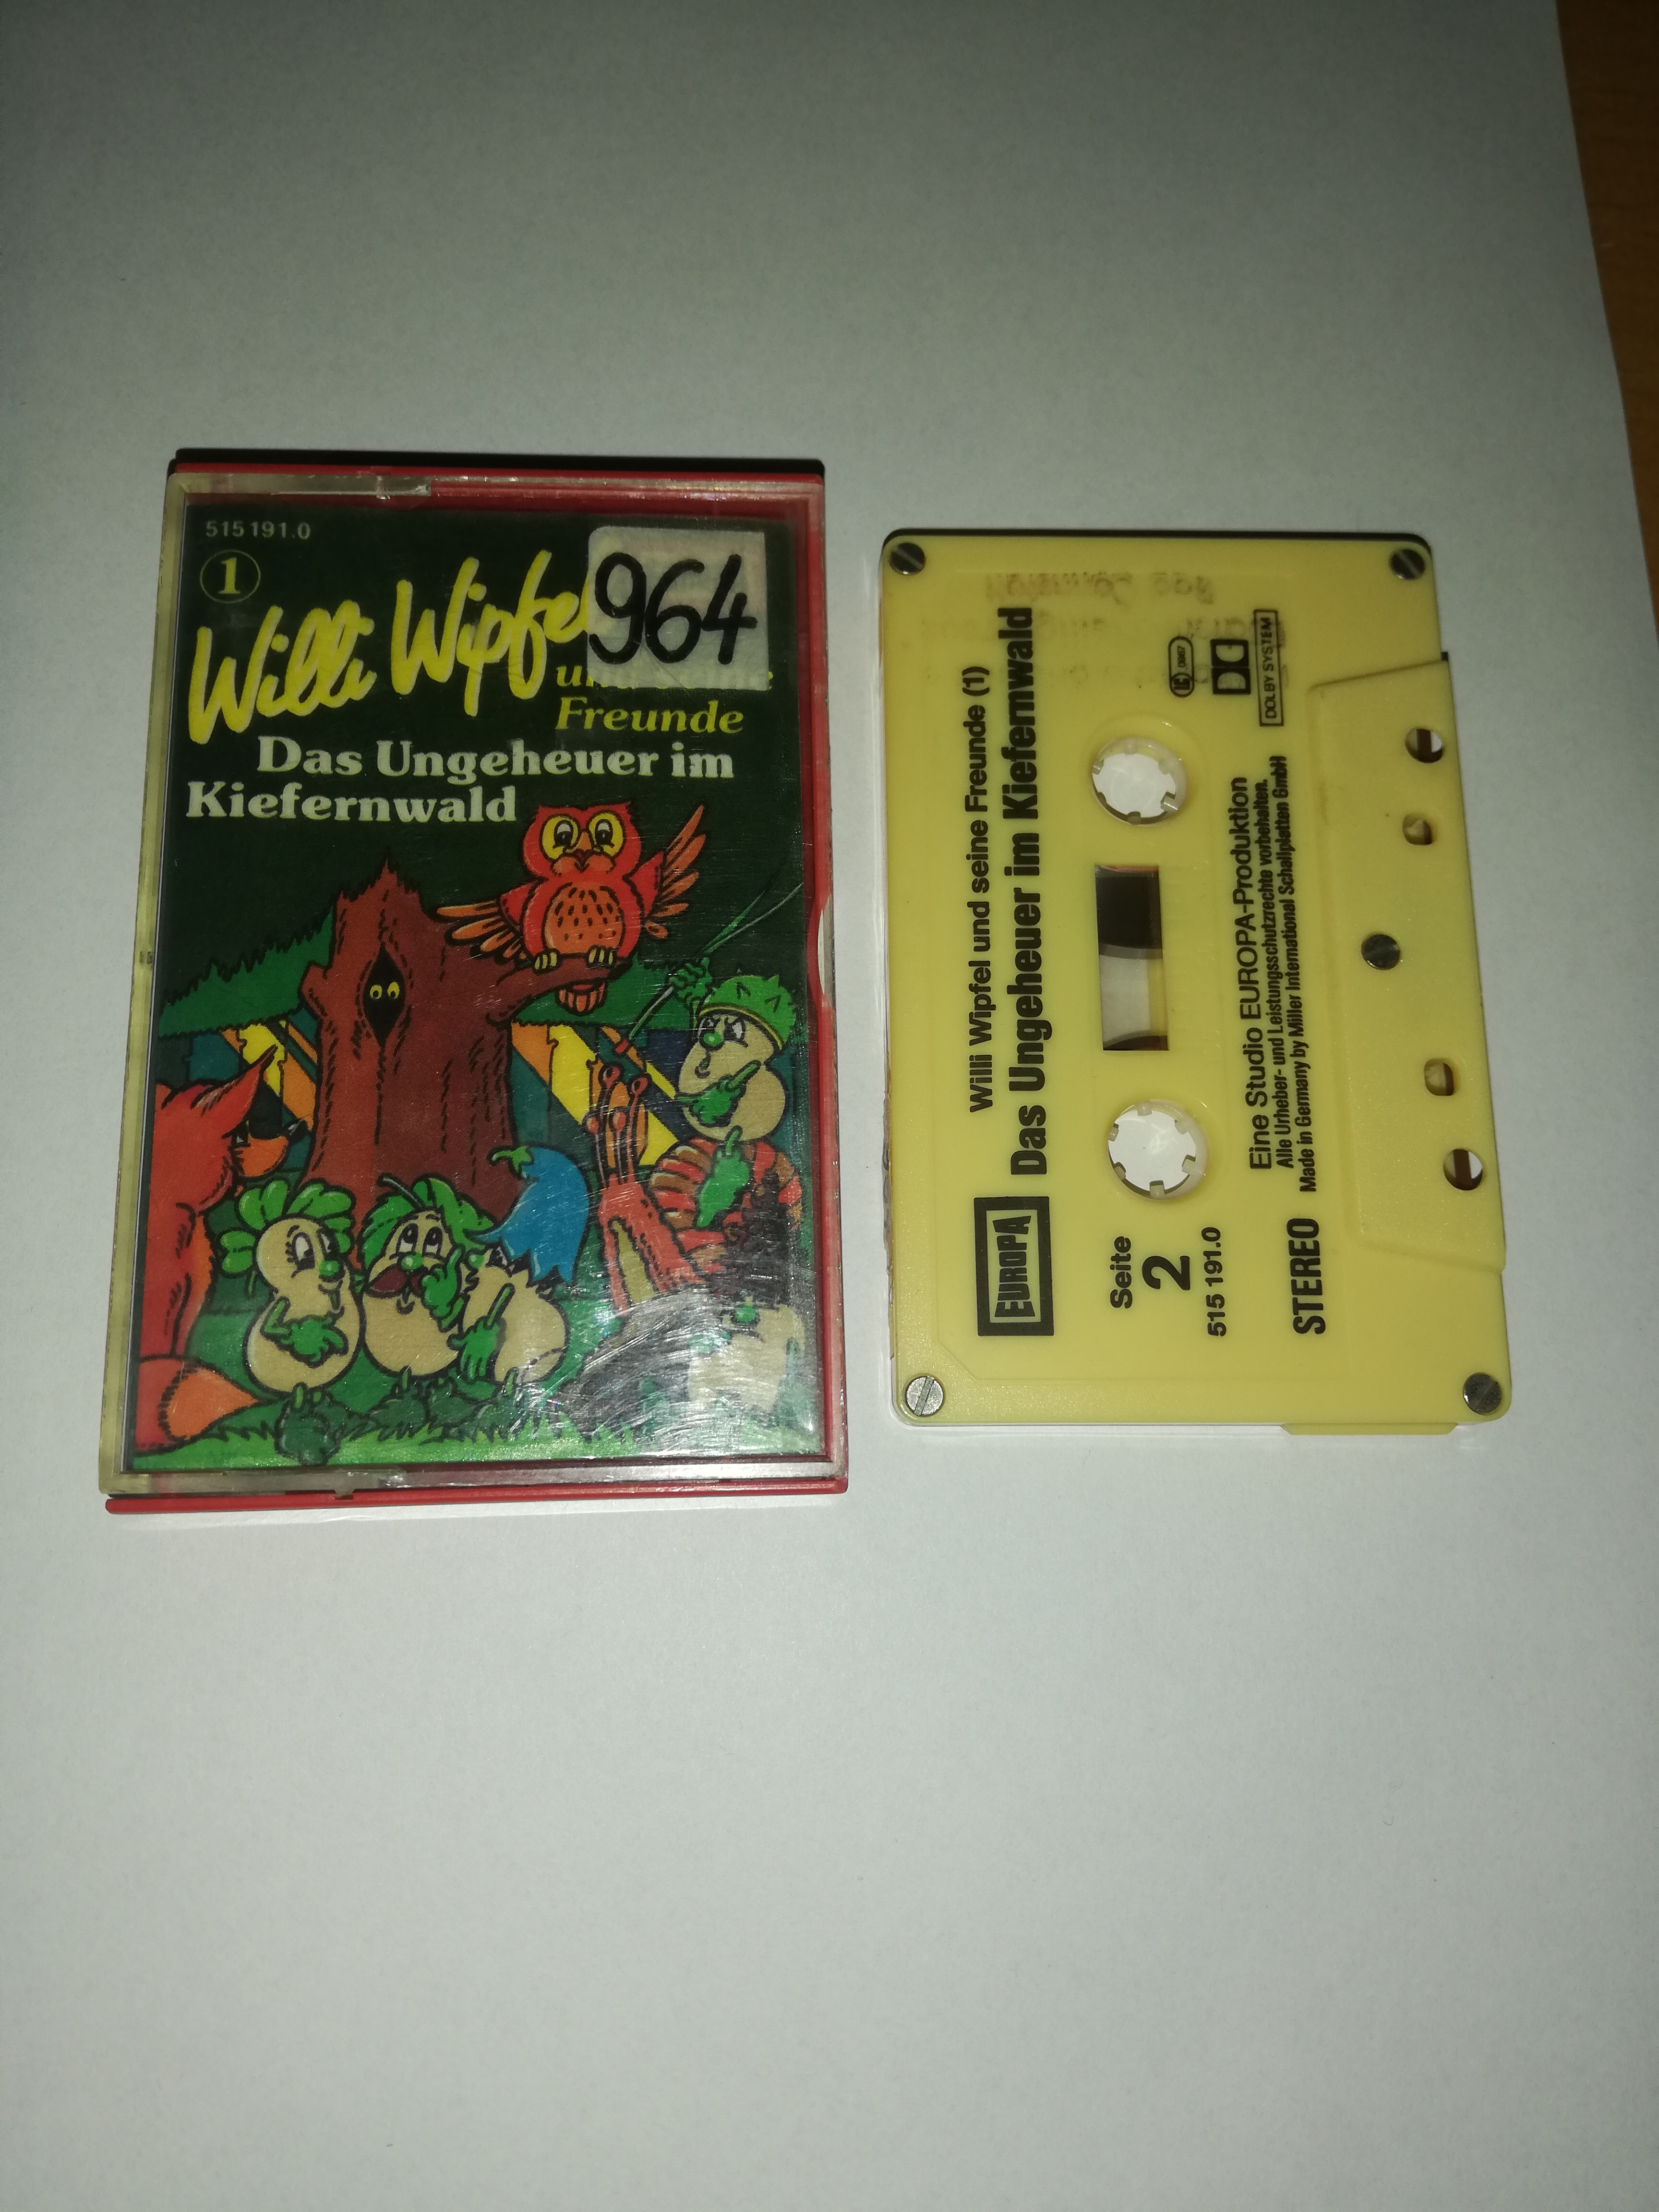 515 191.0
1
Willi Wipfel
964
Freunde
Das Ungeheuer im
Kiefernwald
Willi Wipfel und seine Freunde (1)
EUROPA
Das Ungeheuer im Kiefernwald
Seite
2
515 191.0
DOLBY SYSTEM
Eine Studio EUROPA-Produktion
Alle Urheber- und Leistungsschutzrechte vorbehalten.
STEREO
Made in Germany by Miller International Schallplatten GmbH